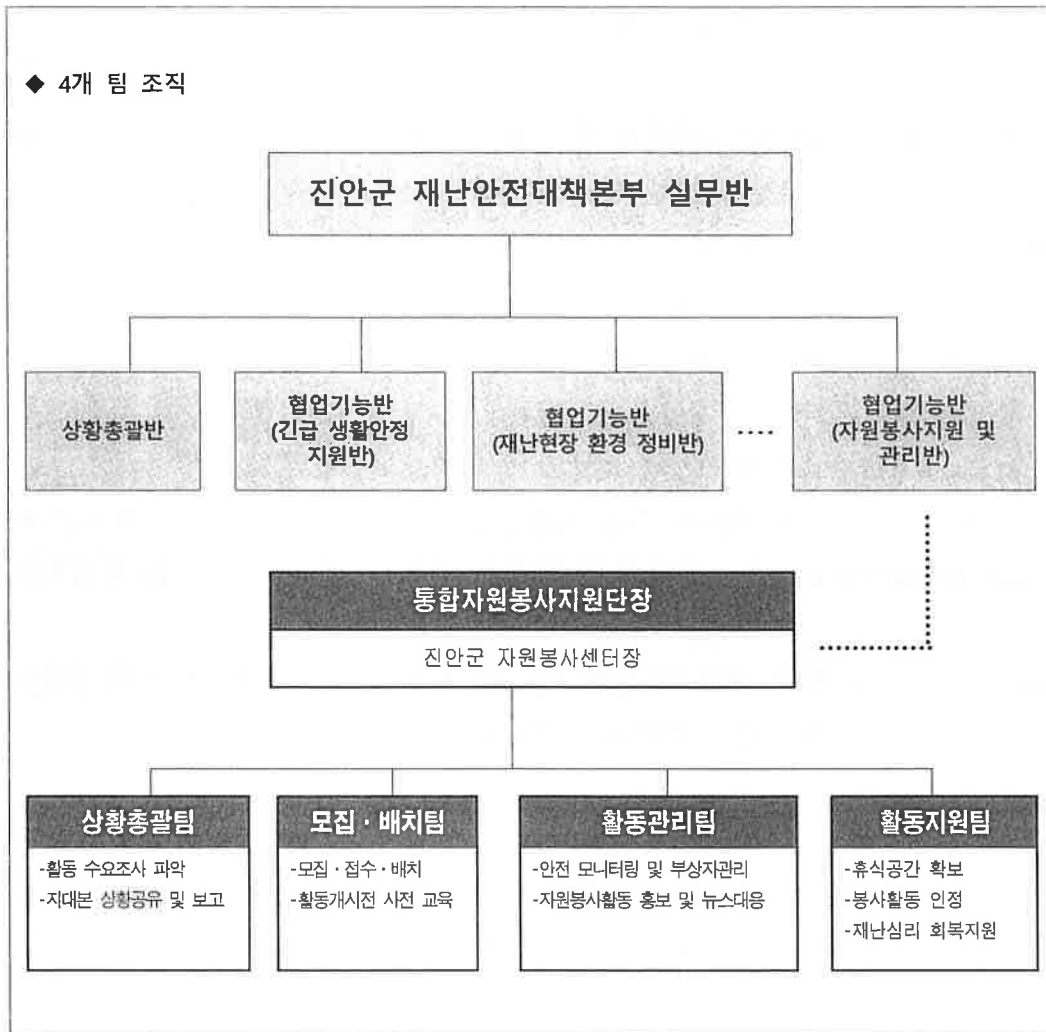 ◆ 4개 팀 조직
진안군 재난안전대책본부 실무반
상황총괄반
협업기능반
(긴급 생활안정
지원반)
협업기능반
(재난현장 환경 정비반)
....
협업기능반
(자원봉사지원 및
관리반)
통합자원봉사지원단장
진안군 자원봉사센터장
상황총괄팀
-활동 수요조사 파악
-지대본 상황공유 및 보고
모집·배치팀
-모집·접수·배치
-활동개시전 사전 교육
활동관리팀
-안전 모니터링 및 부상자관리
-자원봉사활동 홍보 및 뉴스대응
활동지원팀
-휴식공간 확보
-봉사활동 인정
-재난심리 회복지원